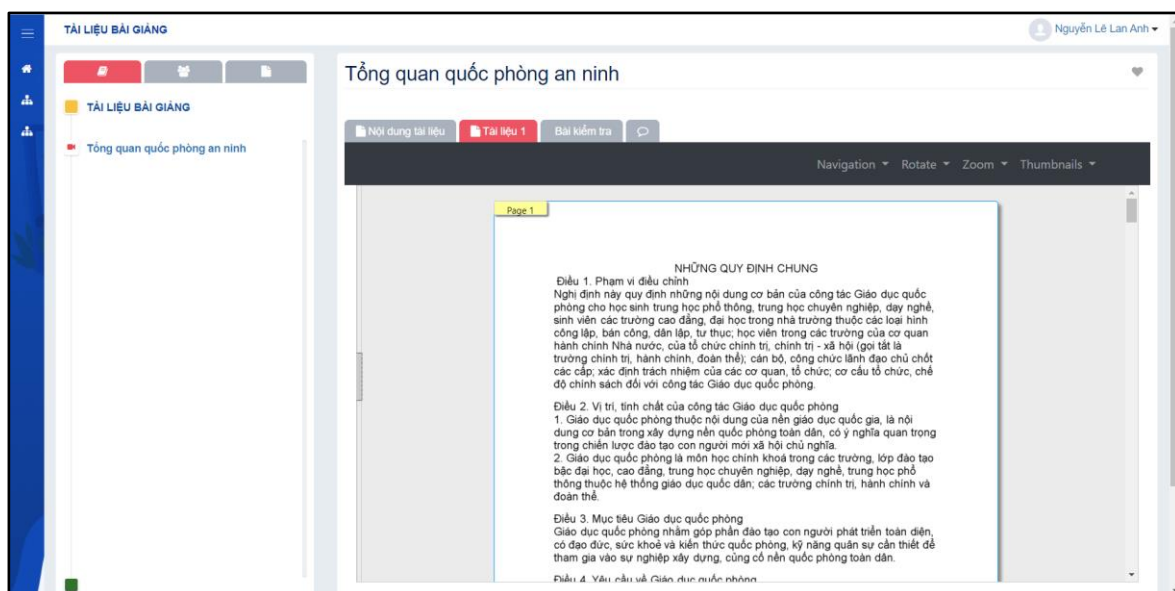 TÀI LIỆU BÀI GIẢNG
Nguyễn Lê Lan Anh
TÀI LIỆU BÀI GIẢNG
Tổng quan quốc phòng an ninh
Tổng quan quốc phòng an ninh
Nội dung tài liệu
Tài liệu 1
Bài kiểm tra
Navigation
Rotate
Zoom
Thumbnails
Page 1
NHỮNG QUY ĐỊNH CHUNG
Điều 1. Phạm vi điều chỉnh
Nghị định này quy định những nội dung cơ bản của công tác Giáo dục quốc
phòng cho học sinh trung học phổ thông, trung học chuyên nghiệp, dạy nghề,
sinh viên các trường cao đẳng, đại học trong nhà trường thuộc các loại hình
công lập, bán công, dân lập, tư thục; học viên trong các trường của cơ quan
hành chính Nhà nước, của tổ chức chính trị, chính trị - xã hội (gọi tắt là
trường chính trị, hành chính, đoàn thể); cán bộ, công chức lãnh đạo chủ chốt
các cấp; xác định trách nhiệm của các cơ quan, tổ chức; cơ cấu tổ chức, chế
độ chính sách đối với công tác Giáo dục quốc phòng.
Điều 2. Vị trí, tính chất của công tác Giáo dục quốc phòng
1. Giáo dục quốc phòng thuộc nội dung của nền giáo dục quốc gia, là nội
dung cơ bản trong xây dựng nền quốc phòng toàn dân, có ý nghĩa quan trọng
trong chiến lược đào tạo con người mới xã hội chủ nghĩa.
2. Giáo dục quốc phòng là môn học chính khoá trong các trường, lớp đào tạo
bậc đại học, cao đẳng, trung học chuyên nghiệp, dạy nghề, trung học phổ
thông thuộc hệ thống giáo dục quốc dân; các trường chính trị, hành chính và
đoàn thể.
Điều 3. Mục tiêu Giáo dục quốc phòng
Giáo dục quốc phòng nhằm góp phần đào tạo con người phát triển toàn diện,
có đạo đức, sức khoẻ và kiến thức quốc phòng, kỹ năng quân sự cần thiết để
tham gia vào sự nghiệp xây dựng, củng cố nền quốc phòng toàn dân.
Điều 4. Yêu cầu về Giáo dục quốc phòng